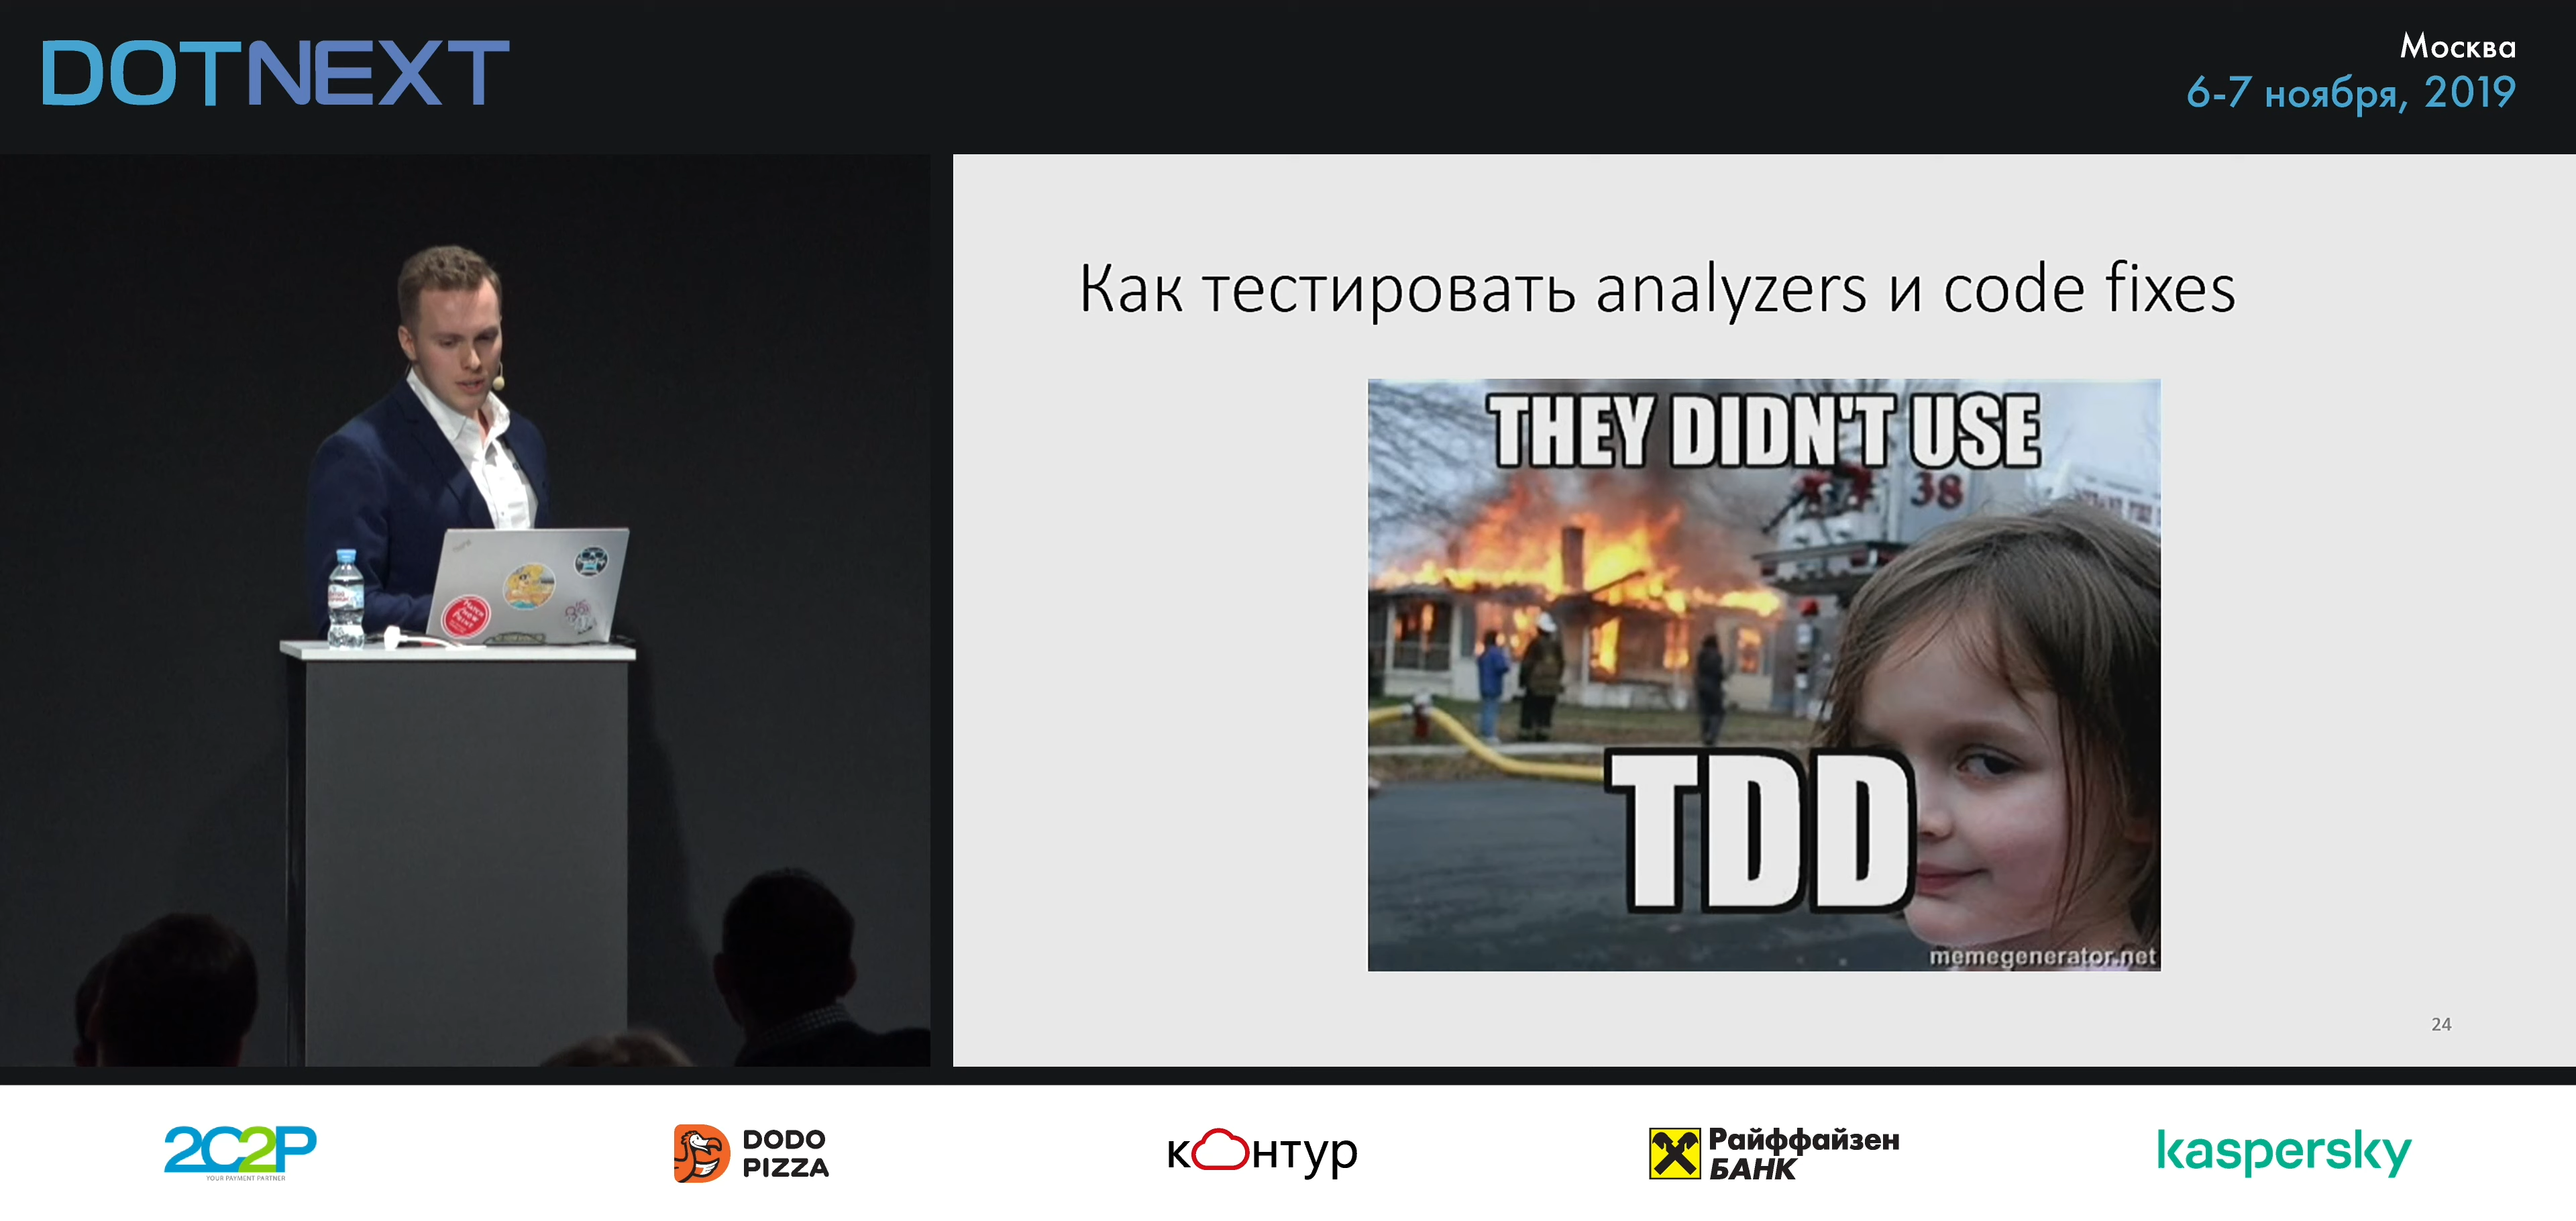 DOTNEXT
Москва
6-7 ноября, 2019
Как тестировать analyzers и code fixes
THEY DIDN'T USE
38
TDD
memegenerator.net
24
2C2P
YOUR PAYMENT PARTNER
DODO
PIZZA
контур
Райффайзен
БАНК
kaspersky